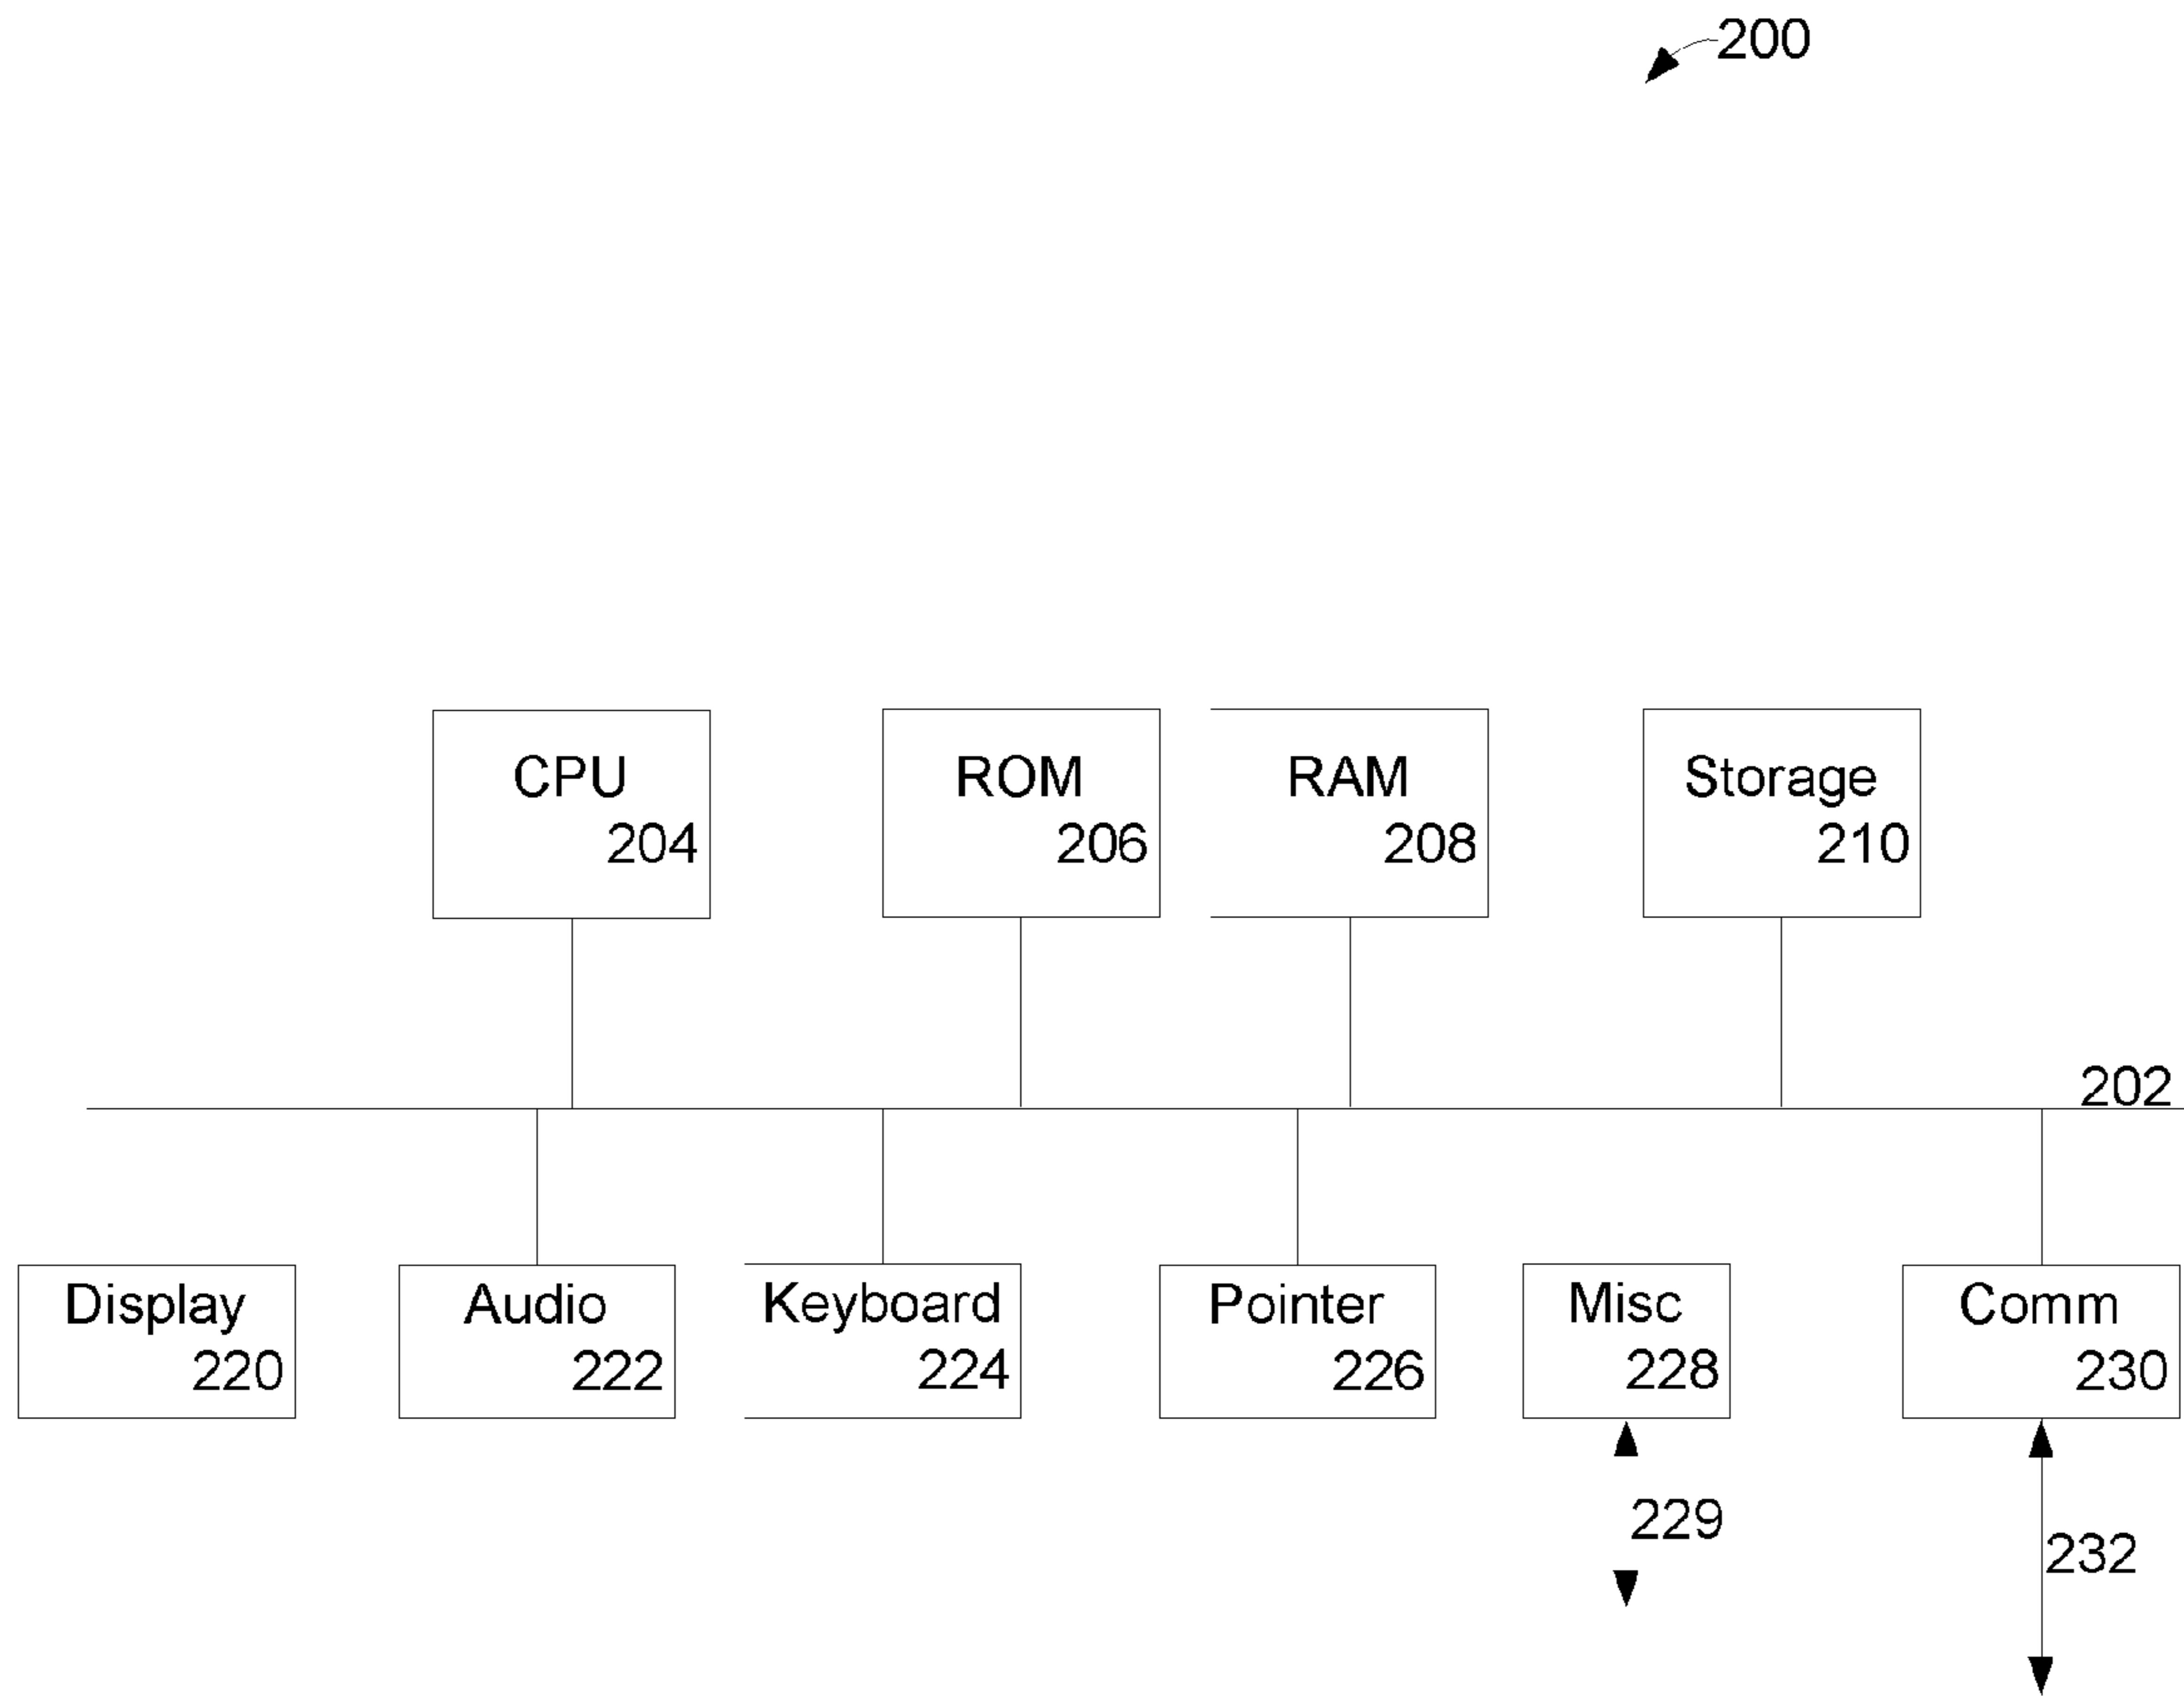 200
CPU
204
ROM
206
RAM
208
Storage
210
202
Display
220
Audio
222
Keyboard
224
Pointer
226
Misc
228
Comm
230
229
232